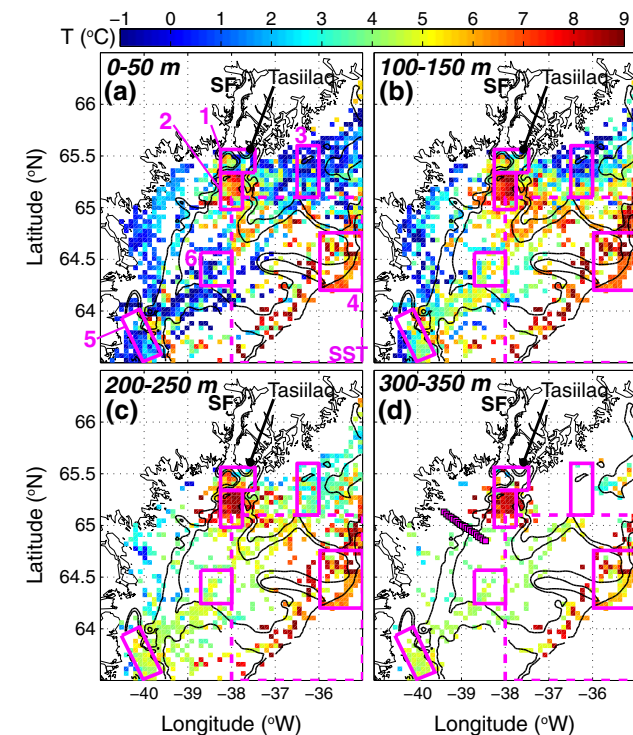 T (°C) −1 0 1 2 3 4 5 6 7 8 9
0-50 m
(a)
SF
Tasiilaq
1
2
3
6
4
5
SST
100-150 m
(b)
SF
Tasiilaq
66
65.5
65
64.5
64
Latitude (°N)
200-250 m
(c)
SF
Tasiilaq
300-350 m
(d)
SF
Tasiilaq
66
65.5
65
64.5
64
Latitude (°N)
−40 −39 −38 −37 −36
−40 −39 −38 −37 −36
Longitude (°W)
Longitude (°W)